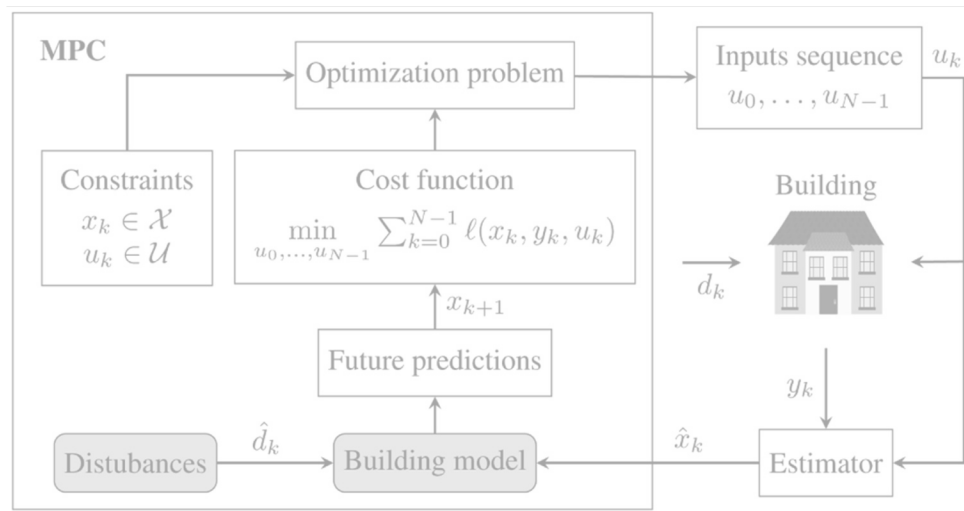 MPC
Optimization problem
Inputs sequence
u_0, . . . , u_{N−1}
u_k
Constraints
x_k ∈ 𝒳
u_k ∈ 𝒰
Cost function
min_{u_0,...,u_{N−1}} ∑_{k=0}^{N−1} ℓ(x_k, y_k, u_k)
Building
d_k
x_{k+1}
Future predictions
y_k
Distubances
d̂_k
Building model
x̂_k
Estimator